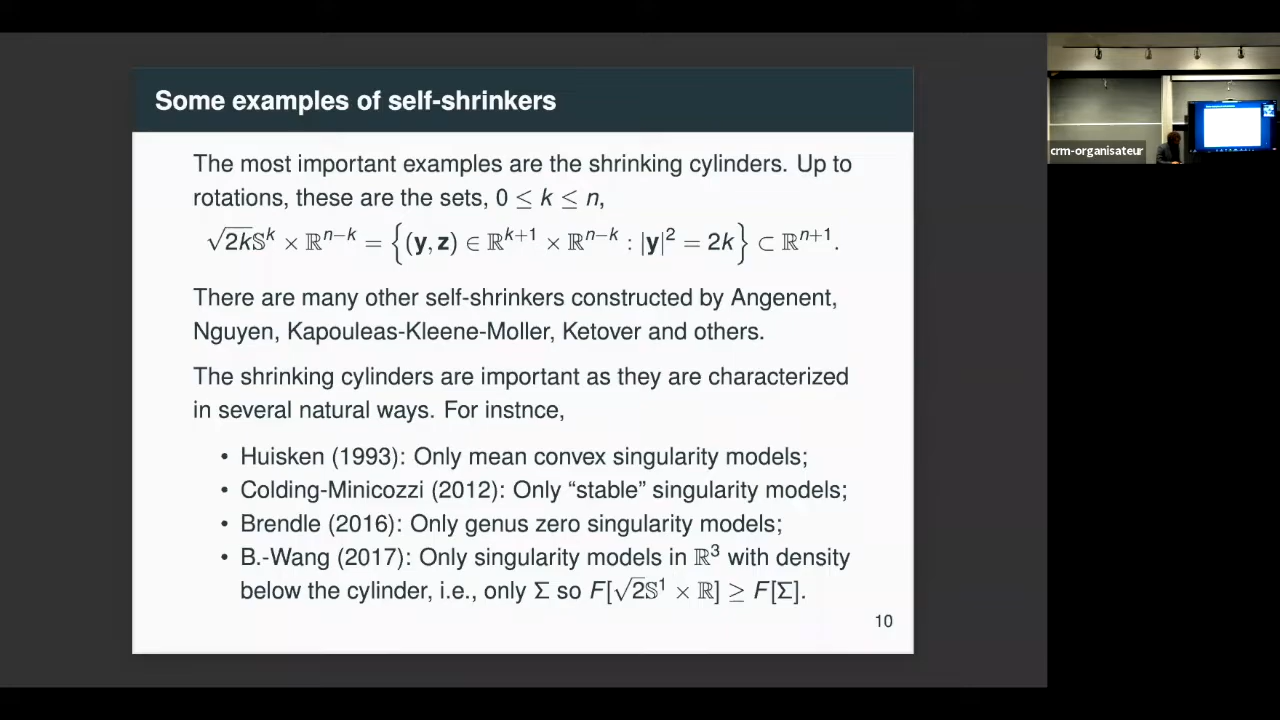 Some examples of self-shrinkers
The most important examples are the shrinking cylinders. Up to
rotations, these are the sets, 0 ≤ k ≤ n,
√2k𝕊ᵏ × ℝⁿ⁻ᵏ = {(y, z) ∈ ℝᵏ⁺¹ × ℝⁿ⁻ᵏ : |y|² = 2k} ⊂ ℝⁿ⁺¹.
There are many other self-shrinkers constructed by Angenent,
Nguyen, Kapouleas-Kleene-Moller, Ketover and others.
The shrinking cylinders are important as they are characterized
in several natural ways. For instnce,
• Huisken (1993): Only mean convex singularity models;
• Colding-Minicozzi (2012): Only “stable” singularity models;
• Brendle (2016): Only genus zero singularity models;
• B.-Wang (2017): Only singularity models in ℝ³ with density
below the cylinder, i.e., only Σ so F[√2𝕊¹ × ℝ] ≥ F[Σ].
10
crm-organisateur